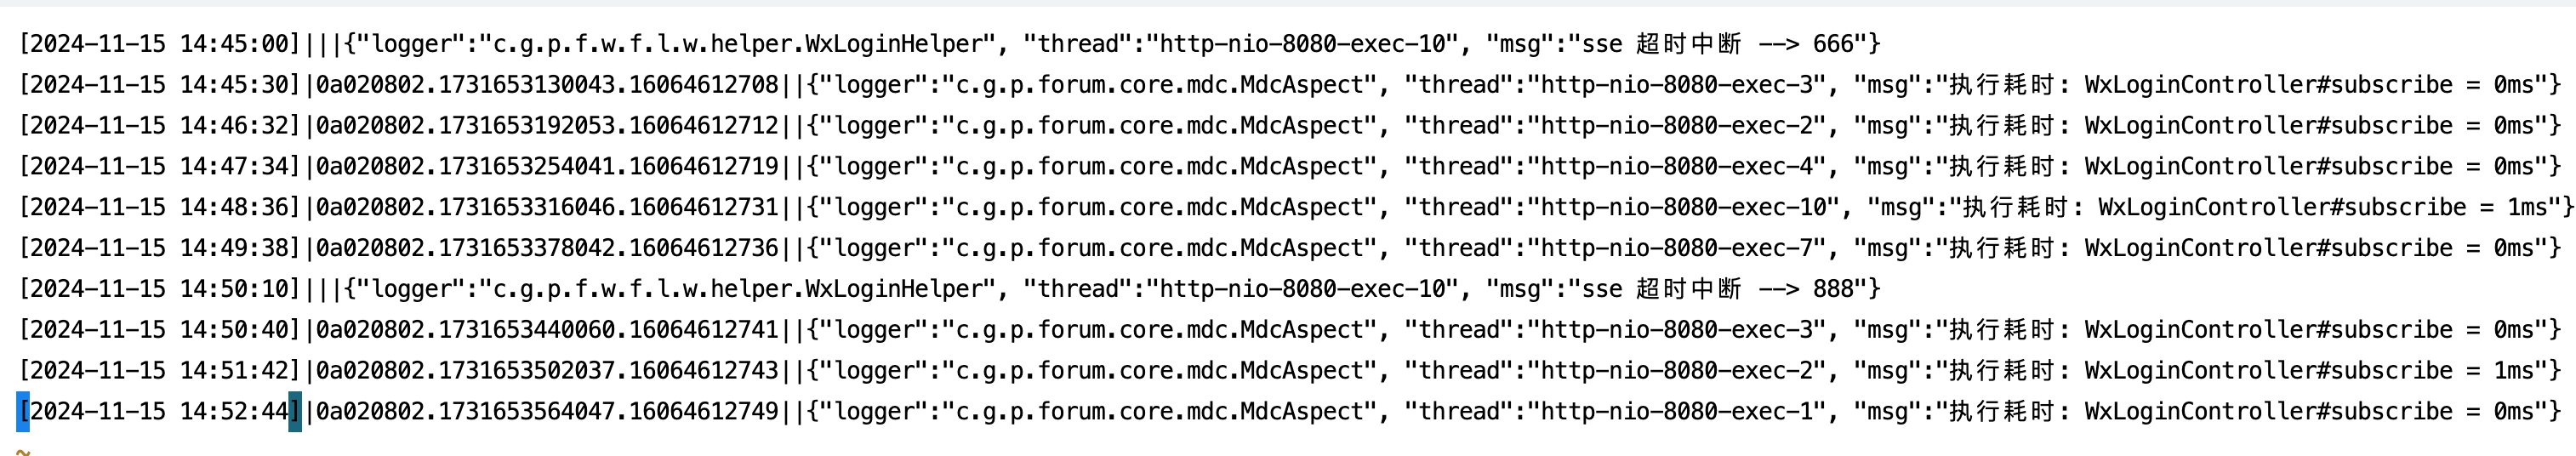 [2024-11-15 14:45:00]|||{"logger":"c.g.p.f.w.f.l.w.helper.WxLoginHelper", "thread":"http-nio-8080-exec-10", "msg":"sse 超时中断 --> 666"}
[2024-11-15 14:45:30]|0a020802.1731653130043.16064612708||{"logger":"c.g.p.forum.core.mdc.MdcAspect", "thread":"http-nio-8080-exec-3", "msg":"执行耗时: WxLoginController#subscribe = 0ms"}
[2024-11-15 14:46:32]|0a020802.1731653192053.16064612712||{"logger":"c.g.p.forum.core.mdc.MdcAspect", "thread":"http-nio-8080-exec-2", "msg":"执行耗时: WxLoginController#subscribe = 0ms"}
[2024-11-15 14:47:34]|0a020802.1731653254041.16064612719||{"logger":"c.g.p.forum.core.mdc.MdcAspect", "thread":"http-nio-8080-exec-4", "msg":"执行耗时: WxLoginController#subscribe = 0ms"}
[2024-11-15 14:48:36]|0a020802.1731653316046.16064612731||{"logger":"c.g.p.forum.core.mdc.MdcAspect", "thread":"http-nio-8080-exec-10", "msg":"执行耗时: WxLoginController#subscribe = 1ms"}
[2024-11-15 14:49:38]|0a020802.1731653378042.16064612736||{"logger":"c.g.p.forum.core.mdc.MdcAspect", "thread":"http-nio-8080-exec-7", "msg":"执行耗时: WxLoginController#subscribe = 0ms"}
[2024-11-15 14:50:10]|||{"logger":"c.g.p.f.w.f.l.w.helper.WxLoginHelper", "thread":"http-nio-8080-exec-10", "msg":"sse 超时中断 --> 888"}
[2024-11-15 14:50:40]|0a020802.1731653440060.16064612741||{"logger":"c.g.p.forum.core.mdc.MdcAspect", "thread":"http-nio-8080-exec-3", "msg":"执行耗时: WxLoginController#subscribe = 0ms"}
[2024-11-15 14:51:42]|0a020802.1731653502037.16064612743||{"logger":"c.g.p.forum.core.mdc.MdcAspect", "thread":"http-nio-8080-exec-2", "msg":"执行耗时: WxLoginController#subscribe = 1ms"}
[2024-11-15 14:52:44]|0a020802.1731653564047.16064612749||{"logger":"c.g.p.forum.core.mdc.MdcAspect", "thread":"http-nio-8080-exec-1", "msg":"执行耗时: WxLoginController#subscribe = 0ms"}
~